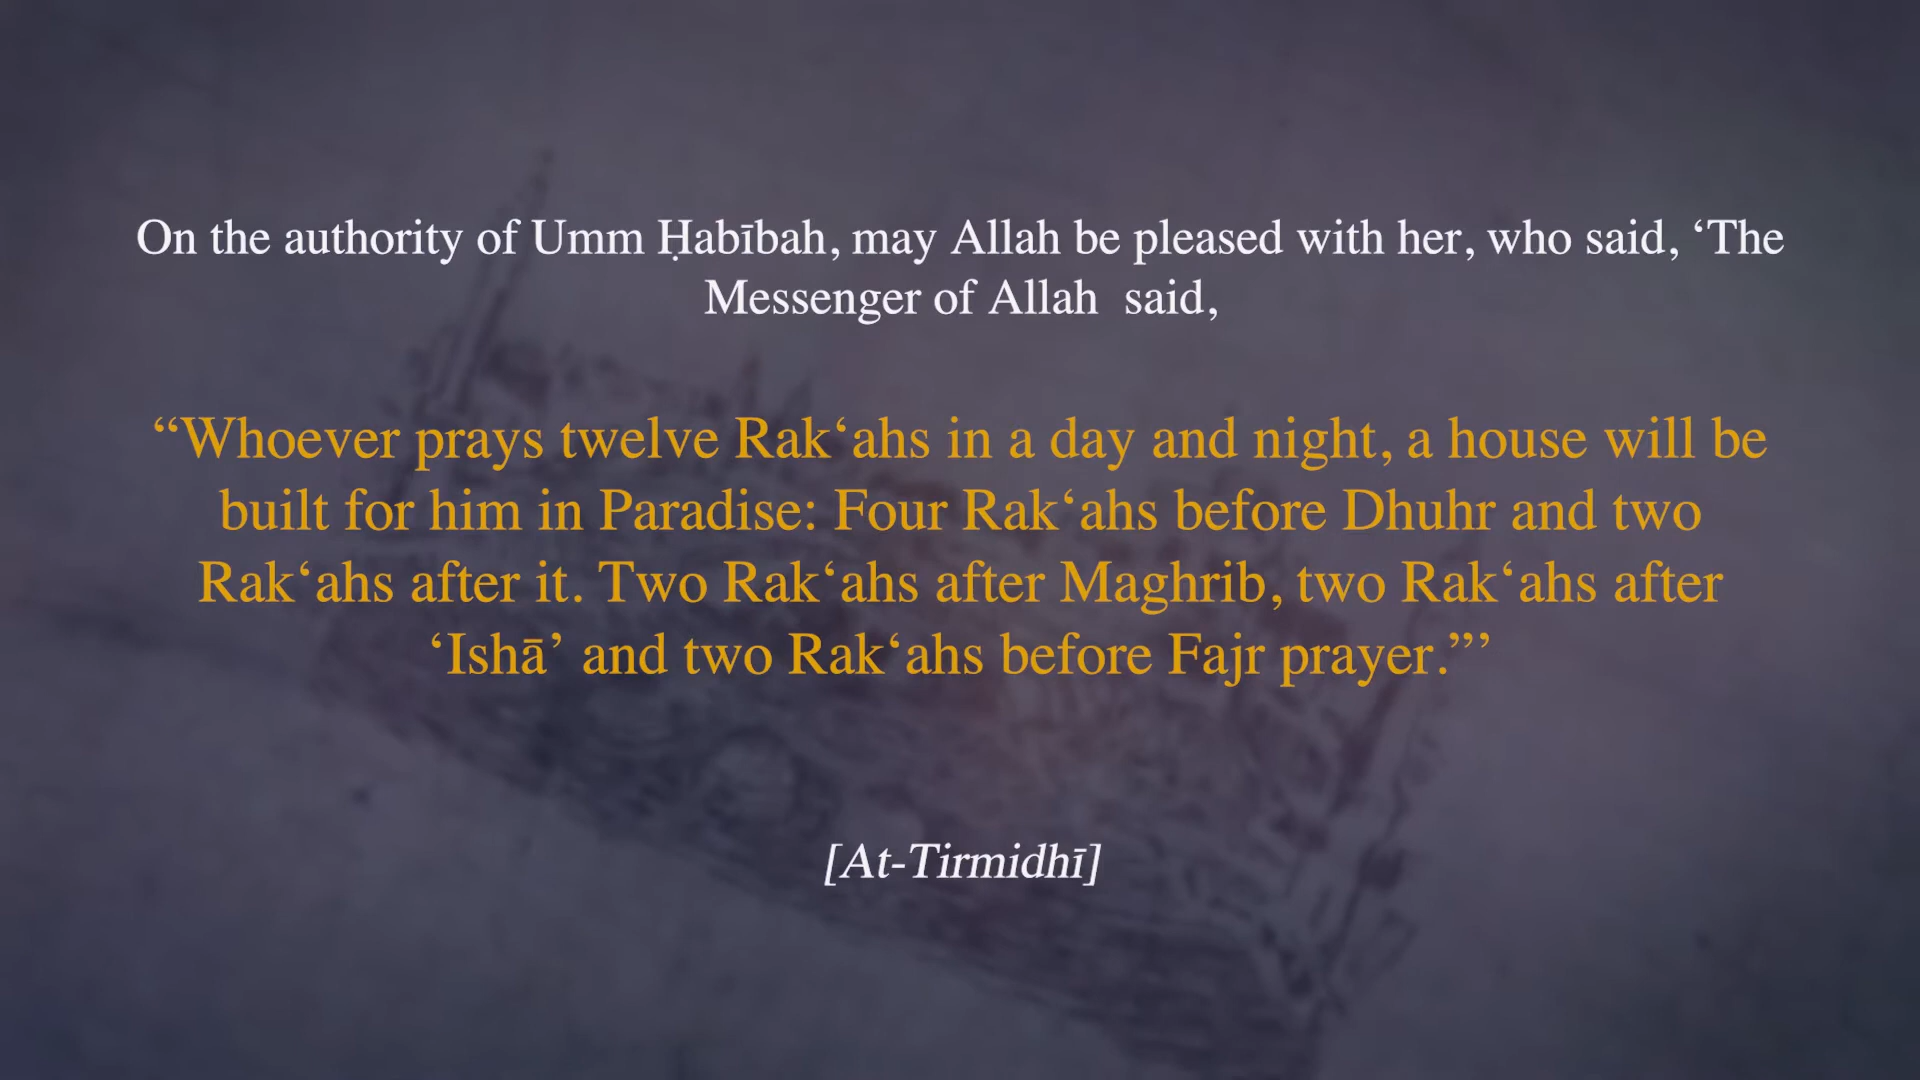 On the authority of Umm Ḥabībah, may Allah be pleased with her, who said, ‘The
Messenger of Allah  said,
“Whoever prays twelve Rak‘ahs in a day and night, a house will be
built for him in Paradise: Four Rak‘ahs before Dhuhr and two
Rak‘ahs after it. Two Rak‘ahs after Maghrib, two Rak‘ahs after
‘Ishā’ and two Rak‘ahs before Fajr prayer.”’
[At-Tirmidhī]